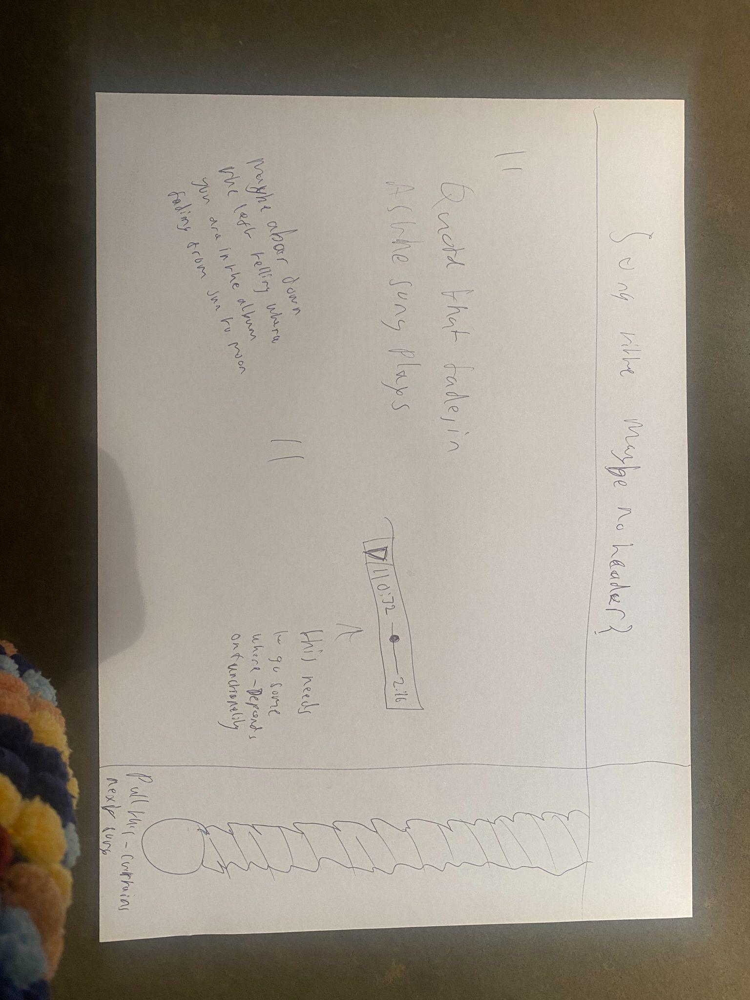 { Song title maybe no header}
"
Quote that fades in
As the song plays
"
maybe a bar down
the left telling where
you are in the album
fading from sun to moon
0:32
2:16
this needs
to go some
where - Depends
on functionality
Pull this - Curtains
next song